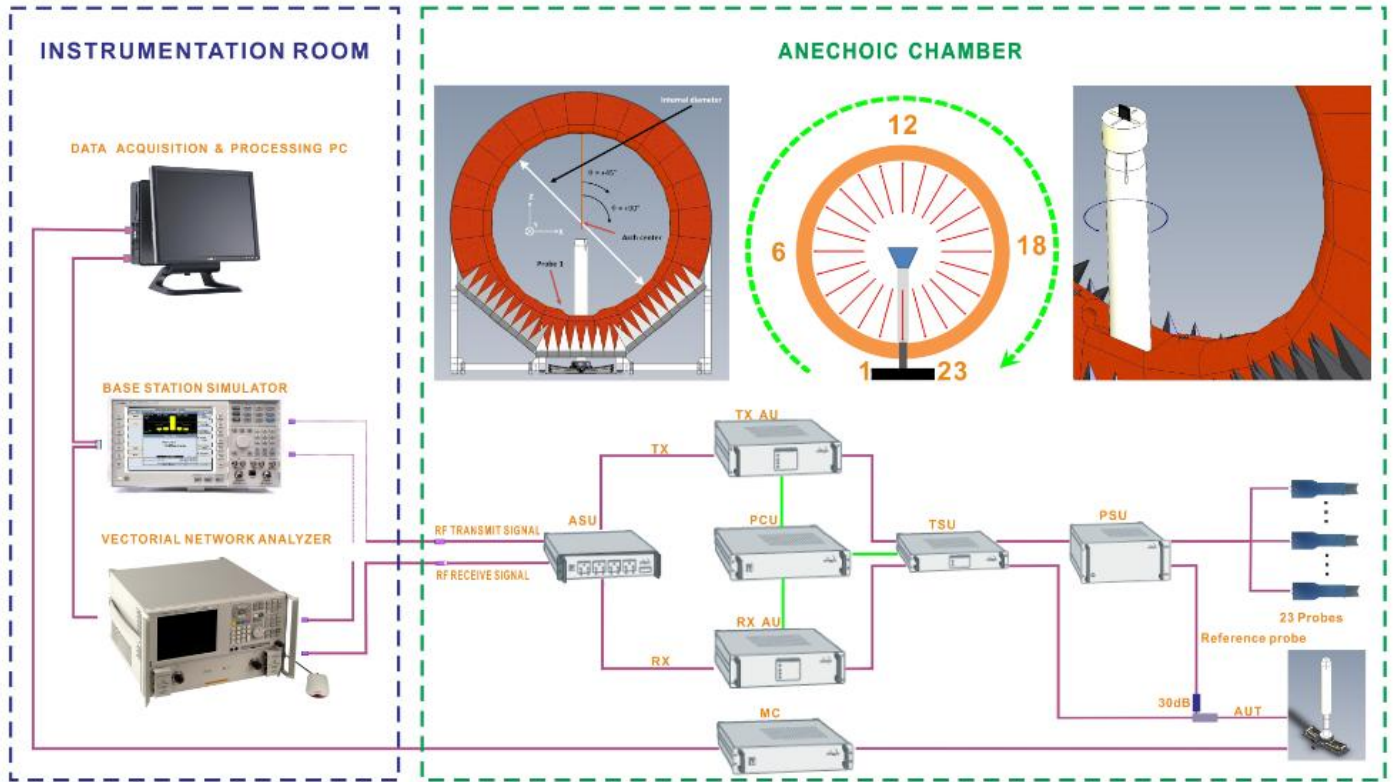 INSTRUMENTATION ROOM
DATA ACQUISITION & PROCESSING PC
BASE STATION SIMULATOR
VECTORIAL NETWORK ANALYZER
ANECHOIC CHAMBER
Internal diameter
Θ = +45°
Θ = +90°
Z
Y
X
Arch center
Probe 1
12
6
18
1
23
TX AU
TX
RF TRANSMIT SIGNAL
ASU
PCU
TSU
PSU
RF RECEIVE SIGNAL
RX AU
RX
23 Probes
Reference probe
30dB
AUT
MC